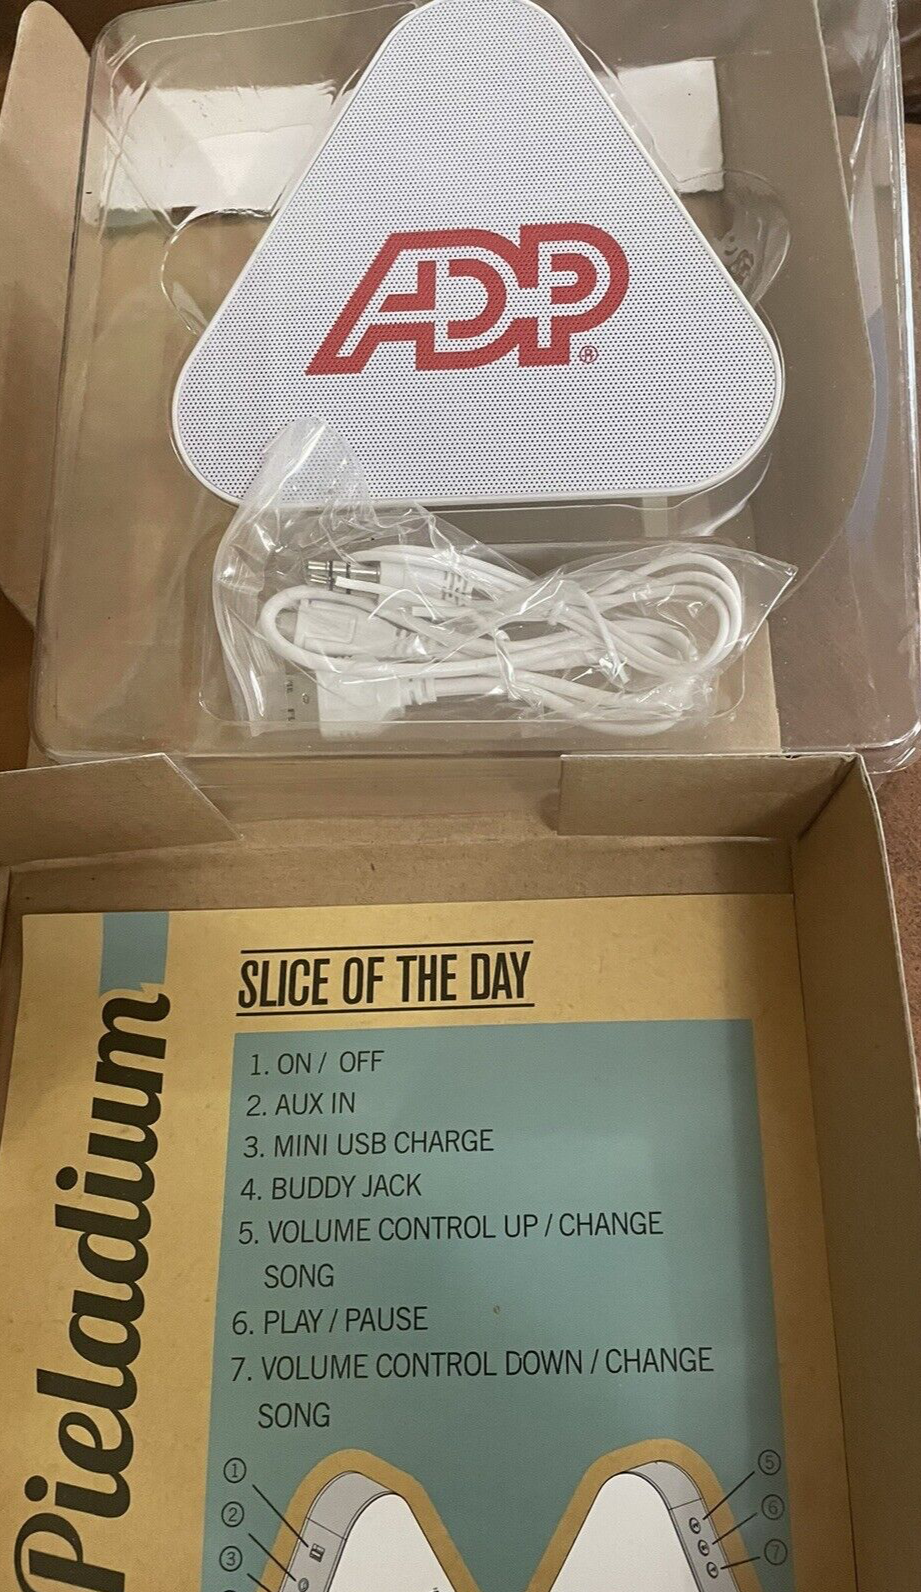 ADP®
SLICE OF THE DAY
Pieladium
1. ON / OFF
2. AUX IN
3. MINI USB CHARGE
4. BUDDY JACK
5. VOLUME CONTROL UP / CHANGE
SONG
6. PLAY / PAUSE
7. VOLUME CONTROL DOWN / CHANGE
SONG
1
2
3
5
6
7